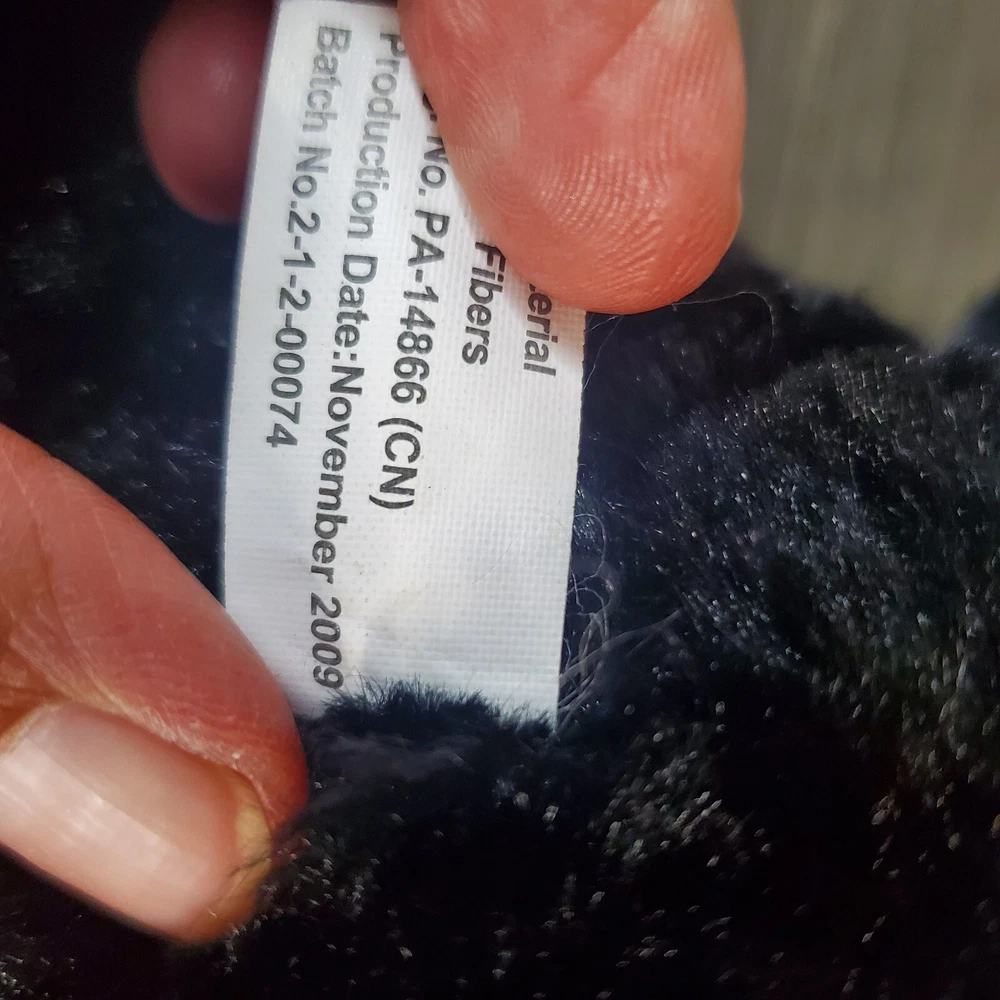 Fibers
No. PA-14866 (CN)
Production Date:November 2009
Batch No.2-1-2-00074